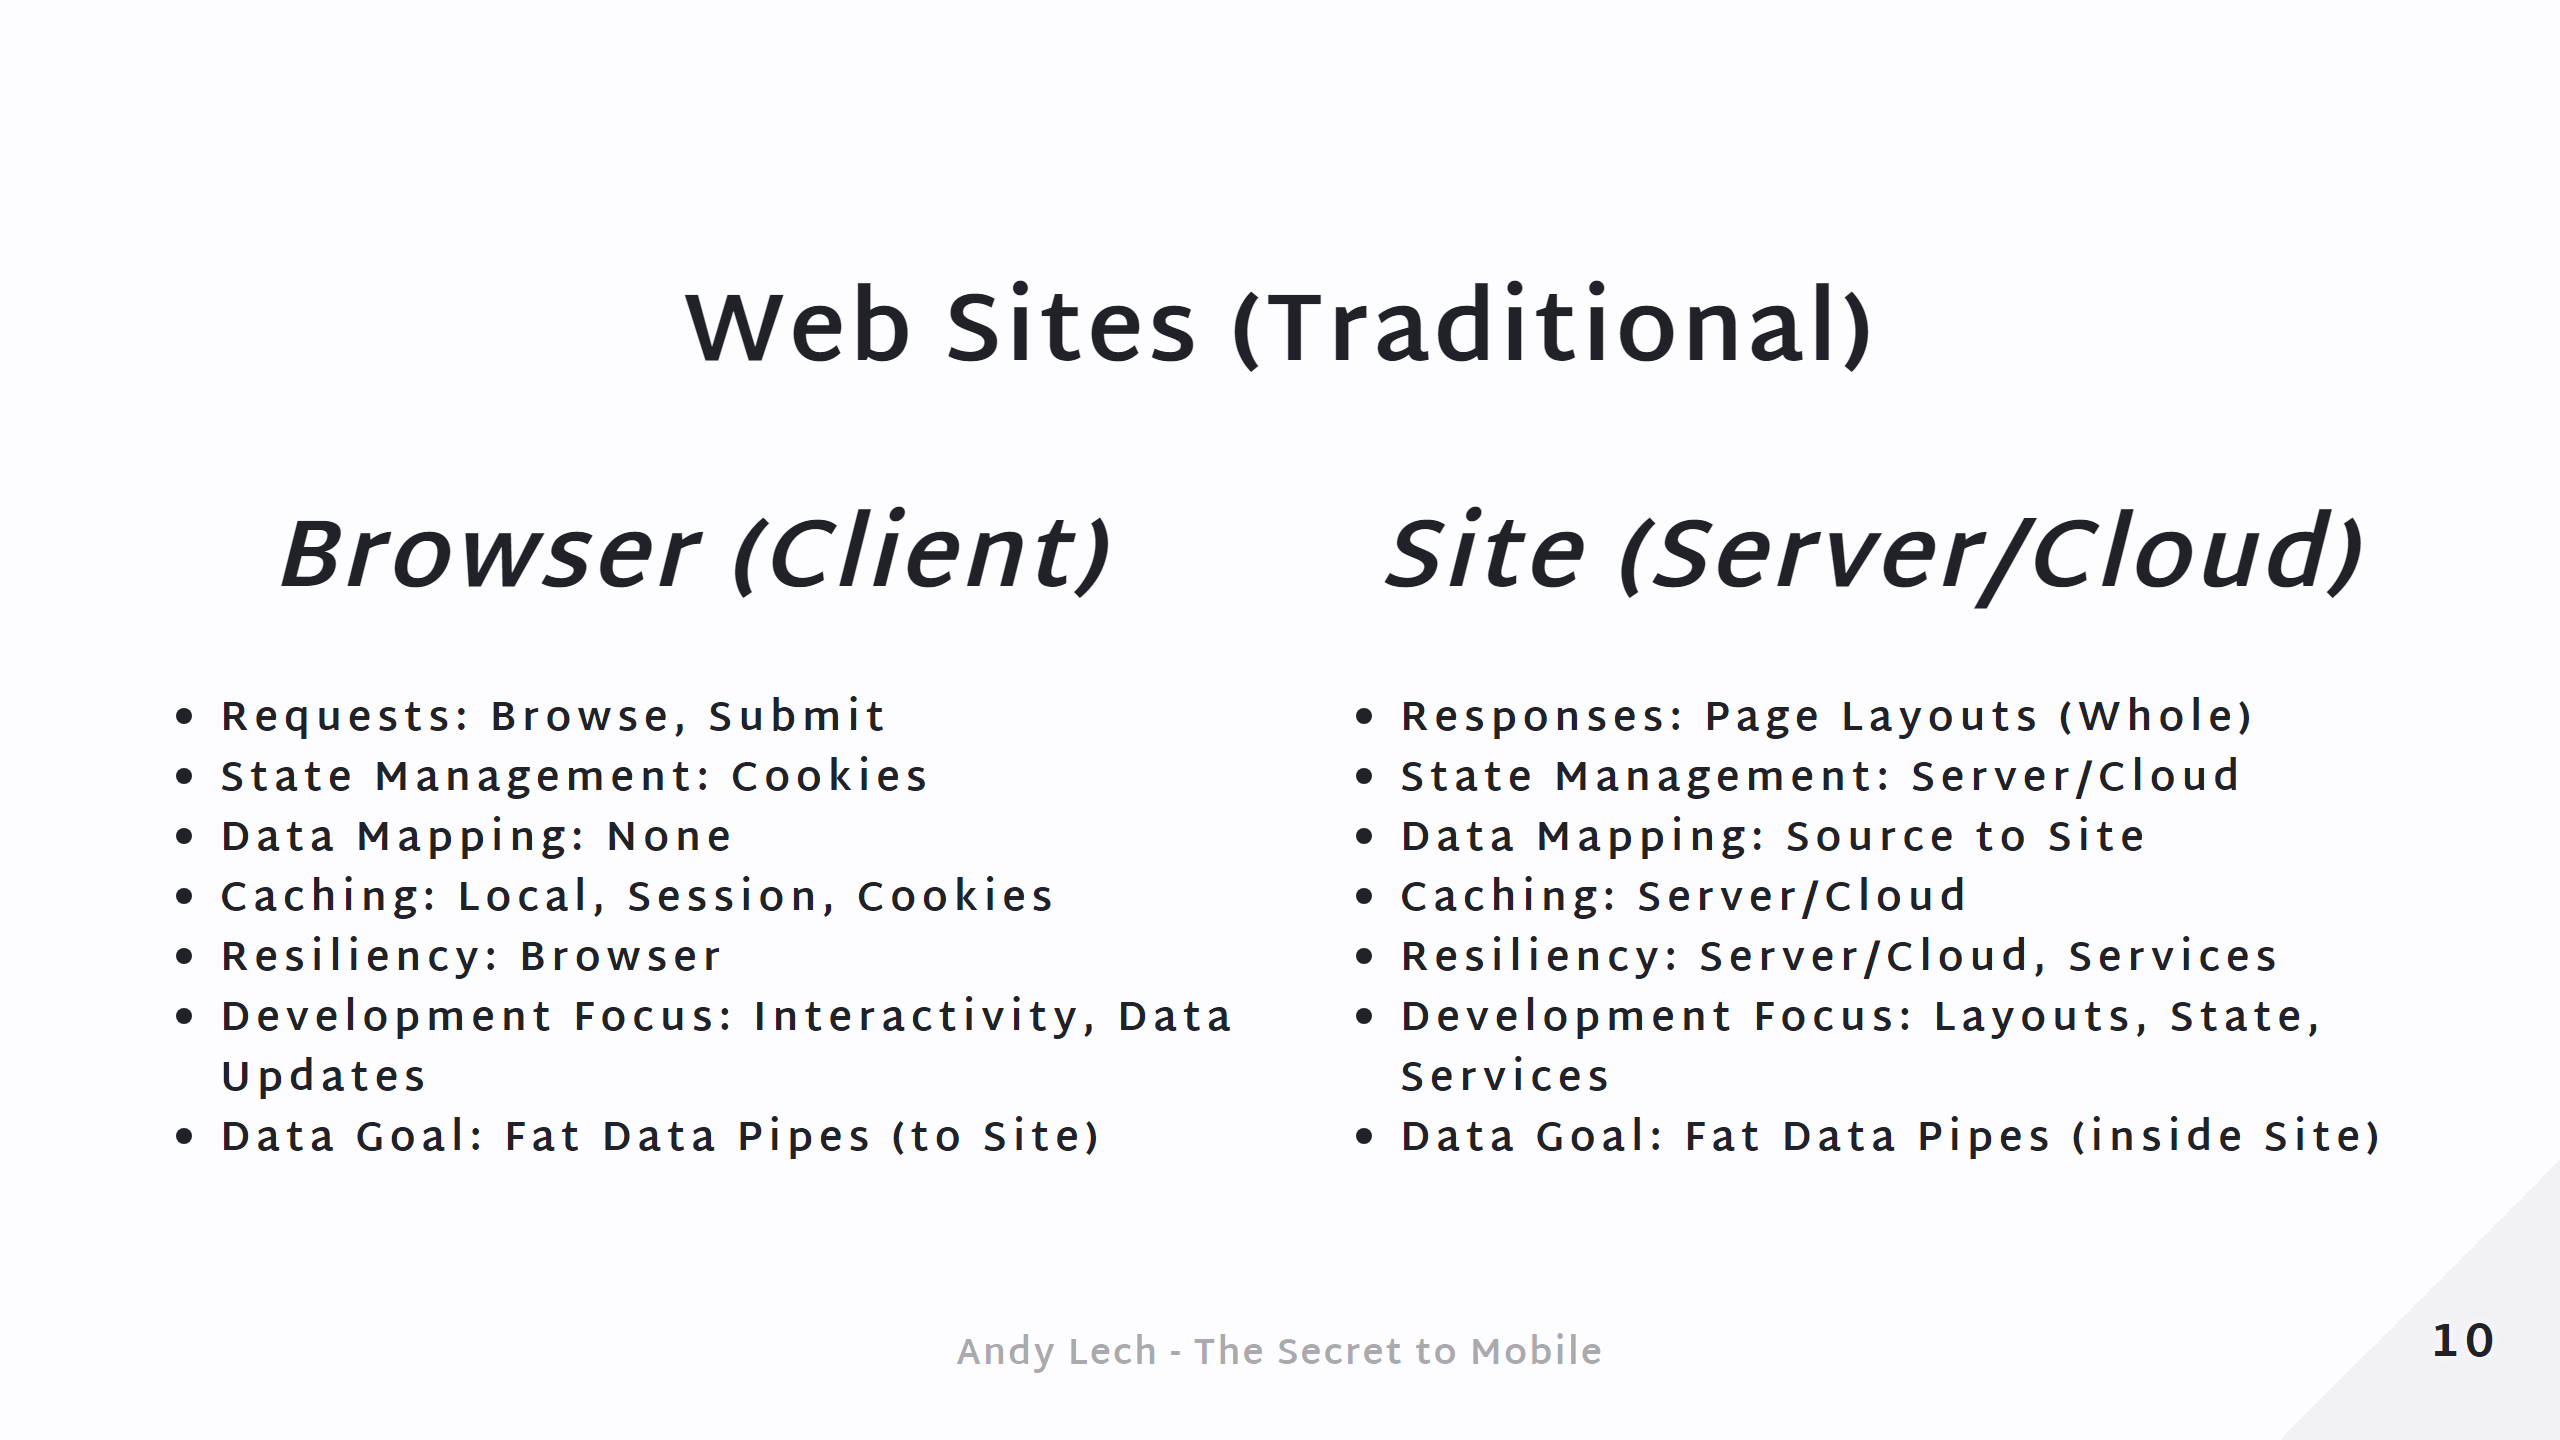 Web Sites (Traditional)
Browser (Client)
• Requests: Browse, Submit
• State Management: Cookies
• Data Mapping: None
• Caching: Local, Session, Cookies
• Resiliency: Browser
• Development Focus: Interactivity, Data
Updates
• Data Goal: Fat Data Pipes (to Site)
Site (Server/Cloud)
• Responses: Page Layouts (Whole)
• State Management: Server/Cloud
• Data Mapping: Source to Site
• Caching: Server/Cloud
• Resiliency: Server/Cloud, Services
• Development Focus: Layouts, State,
Services
• Data Goal: Fat Data Pipes (inside Site)
Andy Lech - The Secret to Mobile
10